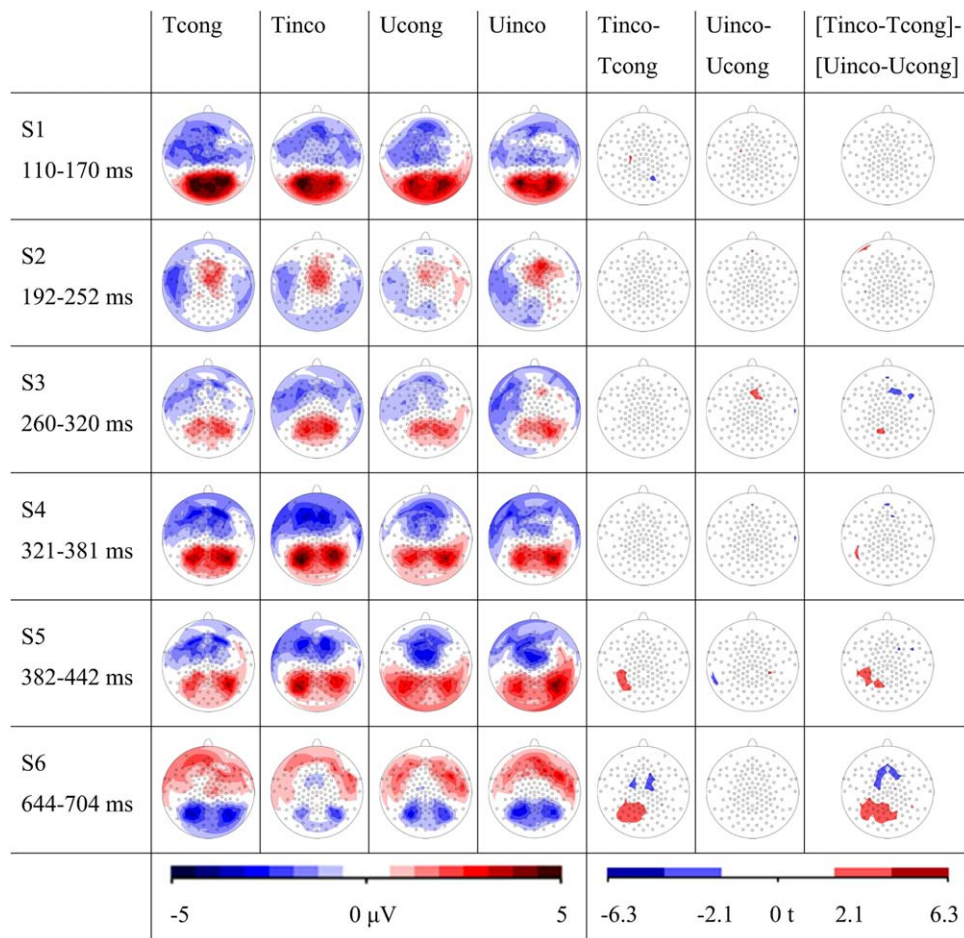 Tcong Tinco Ucong Uinco Tinco- Uinco- [Tinco-Tcong]-
Tcong Ucong [Uinco-Ucong]
S1
110-170 ms
S2
192-252 ms
S3
260-320 ms
S4
321-381 ms
S5
382-442 ms
S6
644-704 ms
-5 0 μV 5 -6.3 -2.1 0 t 2.1 6.3